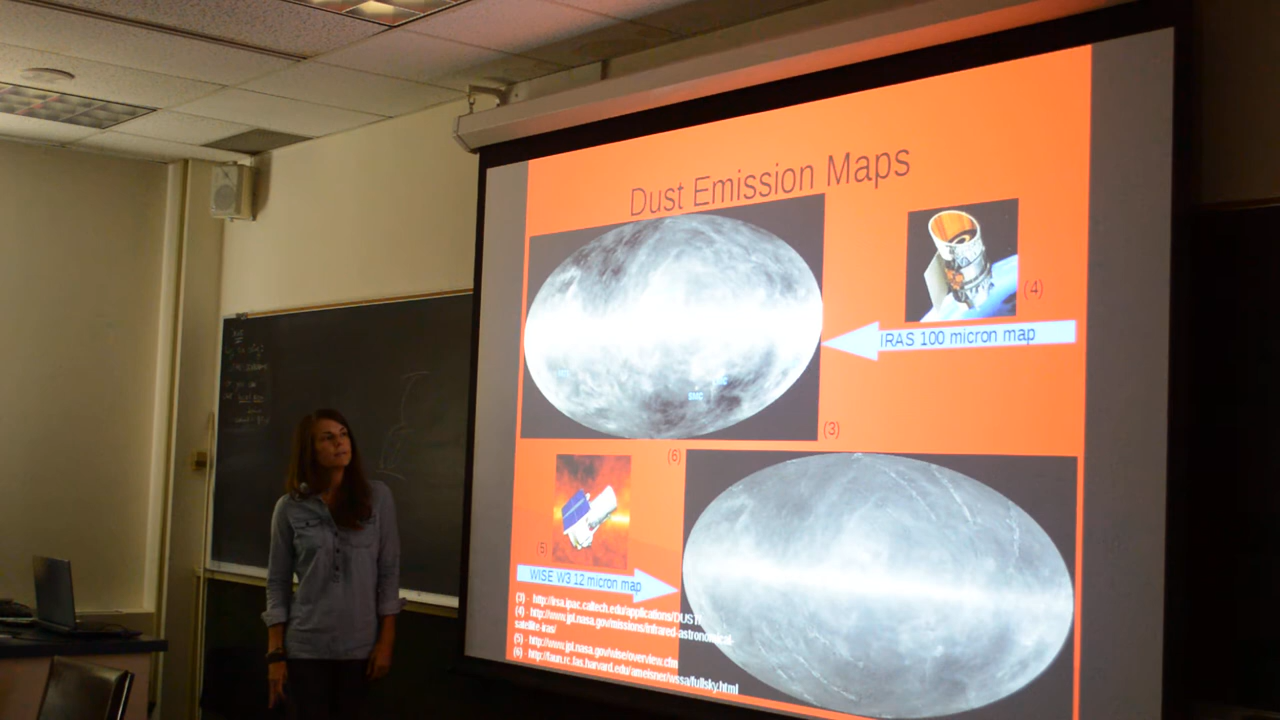 Dust Emission Maps
(4)
IRAS 100 micron map
SMC
(3)
(6)
(5)
WISE W3 12 micron map
(3) - http://irsa.ipac.caltech.edu/applications/DUST
(4) - http://www.jpl.nasa.gov/missions/infrared-astronomical-
satellite-iras/
(5) - http://www.jpl.nasa.gov/wise/overview.cfm
(6) - http://faun.rc.fas.harvard.edu/ameisner/wssa/fullsky.html